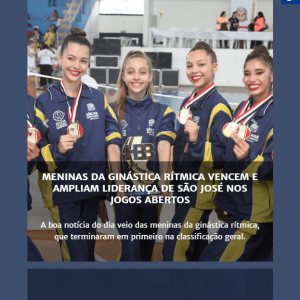 MENINAS DA GINÁSTICA RÍTMICA VENCEM E
AMPLIAM LIDERANÇA DE SÃO JOSÉ NOS
JOGOS ABERTOS
A boa notícia do dia veio das meninas da ginástica rítmica,
que terminaram em primeiro na classificação geral.